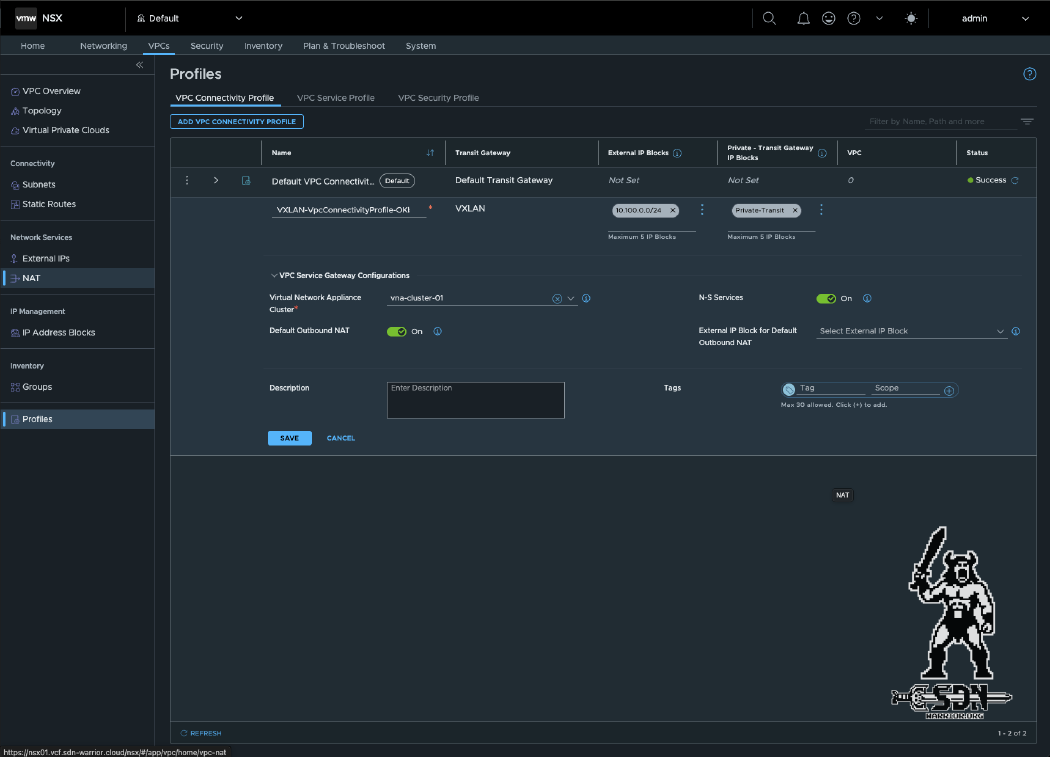 vmw NSX
Default
admin
Home Networking VPCs Security Inventory Plan & Troubleshoot System
VPC Overview
Topology
Virtual Private Clouds
Connectivity
Subnets
Static Routes
Network Services
External IPs
NAT
IP Management
IP Address Blocks
Inventory
Groups
Profiles
Profiles
VPC Connectivity Profile VPC Service Profile VPC Security Profile
ADD VPC CONNECTIVITY PROFILE
Filter by Name, Path and more
Name Transit Gateway External IP Blocks Private - Transit Gateway IP Blocks VPC Status
Default VPC Connectivit... Default Default Transit Gateway Not Set Not Set 0 Success
VXLAN-VpcConnectivityProfile-OKI * VXLAN 10.100.0.0/24 Private-Transit
Maximum 5 IP Blocks Maximum 5 IP Blocks
VPC Service Gateway Configurations
Virtual Network Appliance Cluster* vna-cluster-01 N-S Services On
Default Outbound NAT On External IP Block for Default Outbound NAT Select External IP Block
Description Enter Description Tags Tag Scope
Max 30 allowed. Click (+) to add.
SAVE CANCEL
NAT
SDN
WARRIOR.ORG
REFRESH 1 - 2 of 2
https://nsx01.vcf.sdn-warrior.cloud/nsx/#/app/vpc/home/vpc-nat